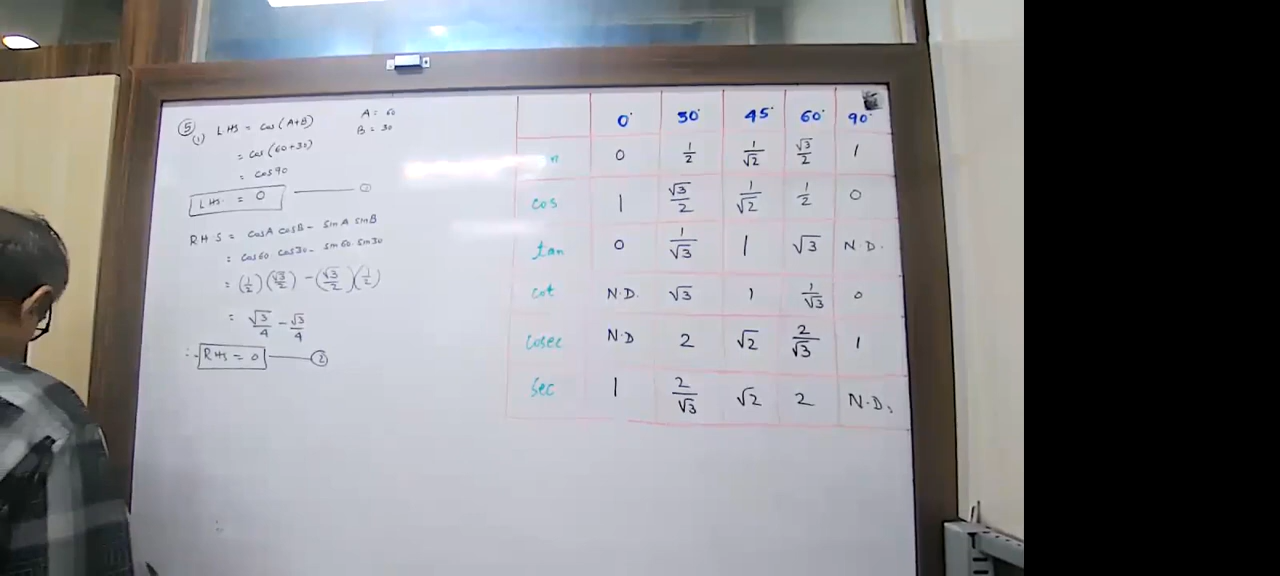 ⑤ (1) LHS = cos(A+B)
A = 60
B = 30
= cos(60+30)
= cos90
LHS. = 0
RHS = cosA cosB - sinA sinB
= cos60 cos30 - sin60. sin30
= (1/2)(√3/2) - (√3/2)(1/2)
= √3/4 - √3/4
∴ RHS = 0 ②
0° 30° 45° 60° 90°
n 0 1/2 1/√2 √3/2 1
cos 1 √3/2 1/√2 1/2 0
tan 0 1/√3 1 √3 N.D.
cot N.D. √3 1 1/√3 0
cosec N.D 2 √2 2/√3 1
sec 1 2/√3 √2 2 N.D.